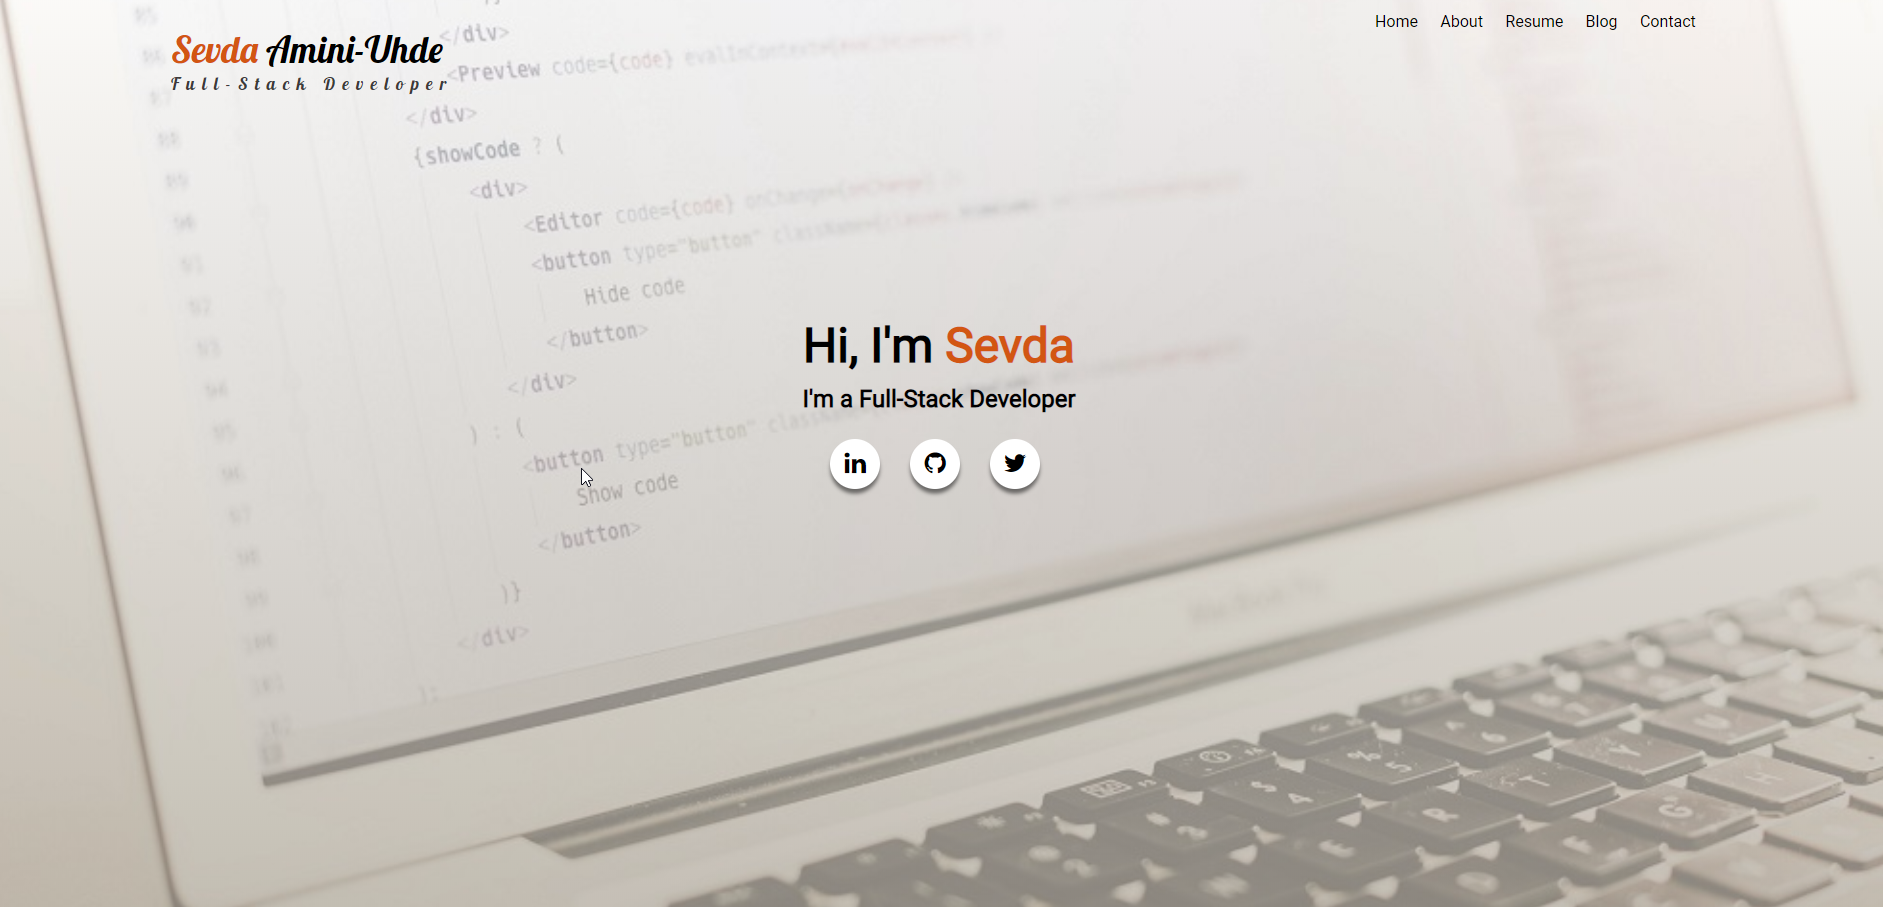 Home About Resume Blog Contact
Sevda Amini-Uhde
Full-Stack Developer
</div>
<Preview code={code} evalInContext=
</div>
{showCode ? (
<div>
<Editor code={code} onChange={onChange}
<button type="button" className=
Hide code
</button>
</div>
) : (
<button type="button"
Show code
</button>
)}
</div>
);
Hi, I'm Sevda
I'm a Full-Stack Developer
in